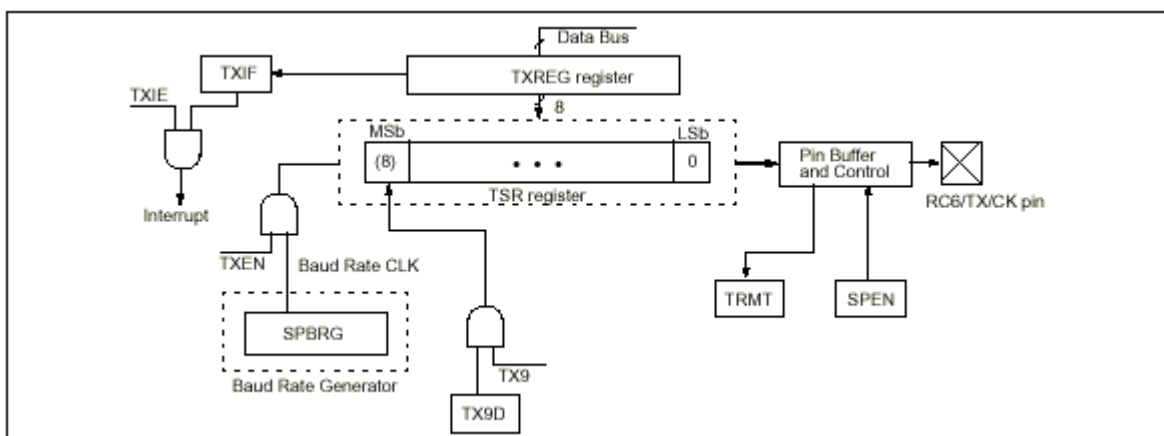 Data Bus
TXIF
TXREG register
TXIE
8
MSb
LSb
(8)
• • •
0
Pin Buffer
and Control
TSR register
RC6/TX/CK pin
Interrupt
TXEN
Baud Rate CLK
TRMT
SPEN
SPBRG
TX9
Baud Rate Generator
TX9D